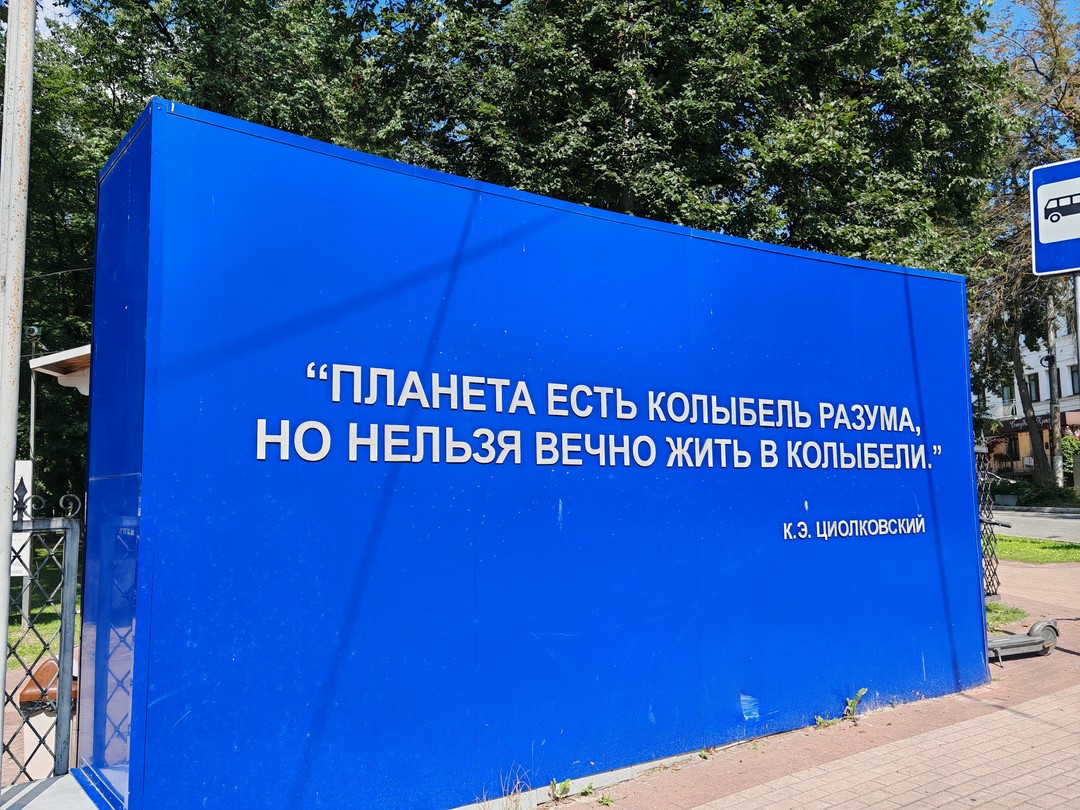 “ПЛАНЕТА ЕСТЬ КОЛЫБЕЛЬ РАЗУМА,
НО НЕЛЬЗЯ ВЕЧНО ЖИТЬ В КОЛЫБЕЛИ.”
К.Э. ЦИОЛКОВСКИЙ